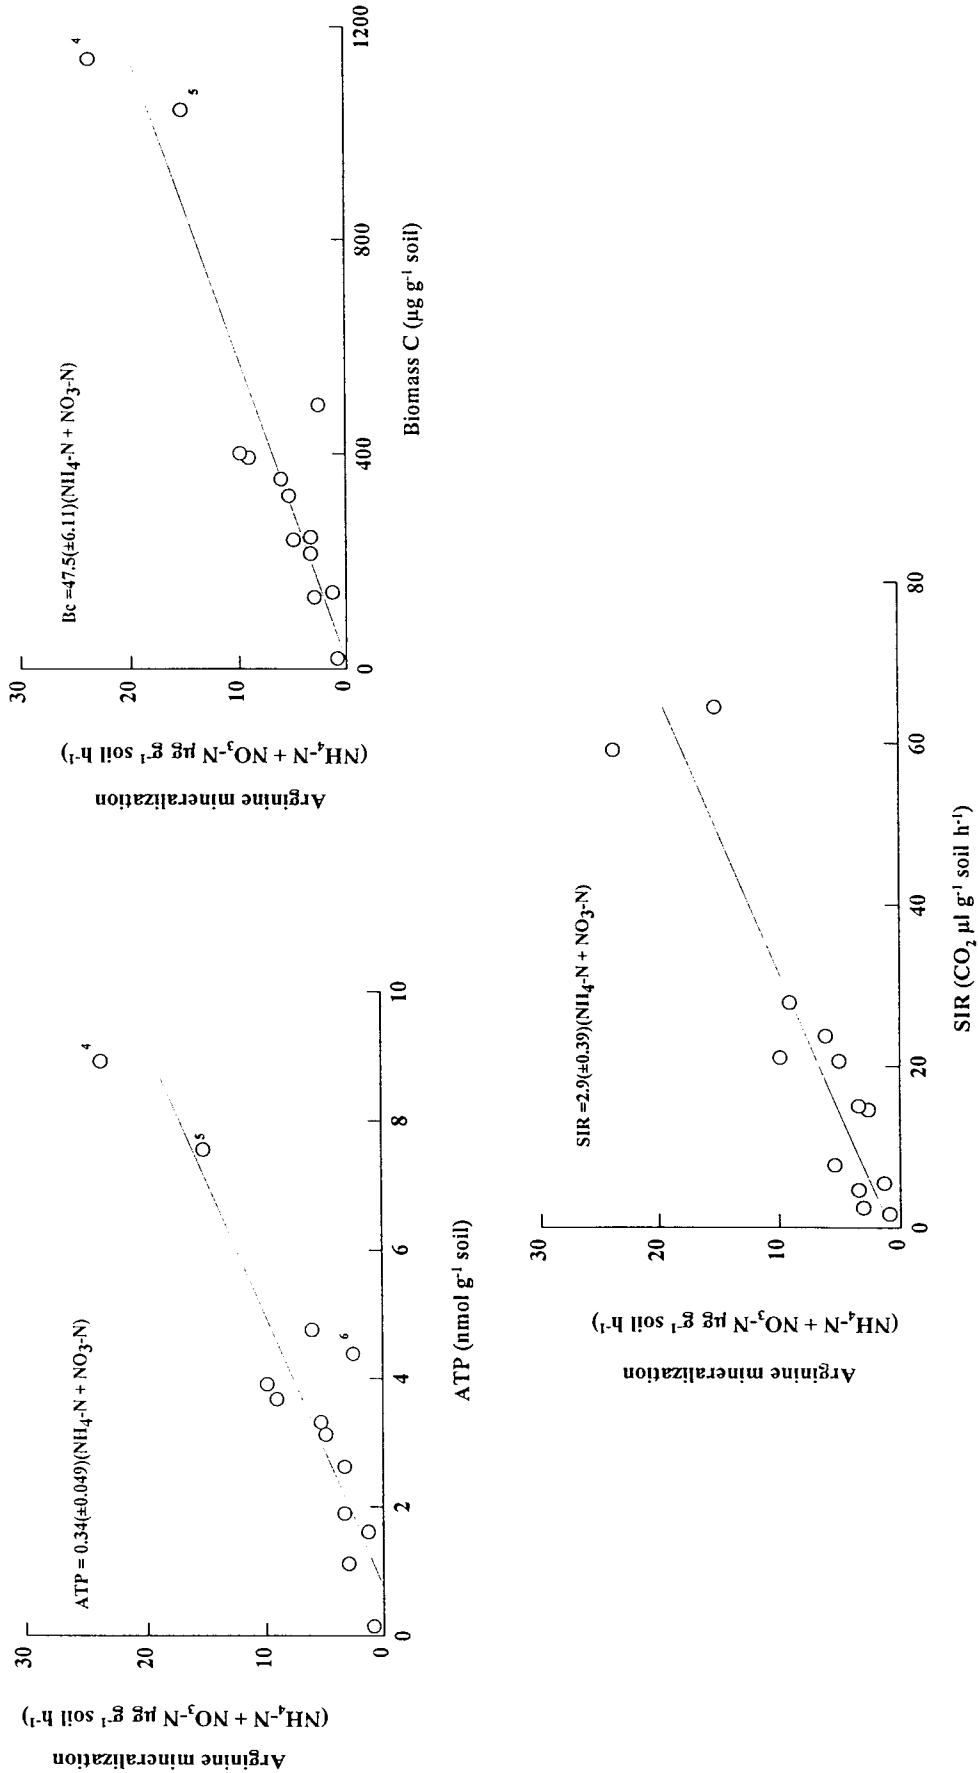 ATP = 0.34(±0.049)(NH4-N + NO3-N)
30
20
10
0
0
2
4
6
8
10
4
5
6
ATP (nmol g-1 soil)
Arginine mineralization
(NH4-N + NO3-N µg g-1 soil h-1)
Bc =47.5(±6.11)(NH4-N + NO3-N)
30
20
10
0
0
400
800
1200
4
5
Biomass C (µg g-1 soil)
Arginine mineralization
(NH4-N + NO3-N µg g-1 soil h-1)
SIR =2.9(±0.39)(NH4-N + NO3-N)
30
20
10
0
0
20
40
60
80
SIR (CO2 µl g-1 soil h-1)
Arginine mineralization
(NH4-N + NO3-N µg g-1 soil h-1)